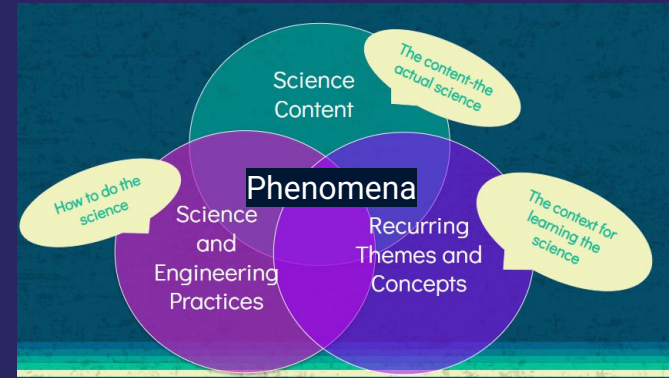 Science
Content
The content-the
actual science
How to do the
science
Phenomena
Science
and
Engineering
Practices
Recurring
Themes and
Concepts
The context for
learning the
science